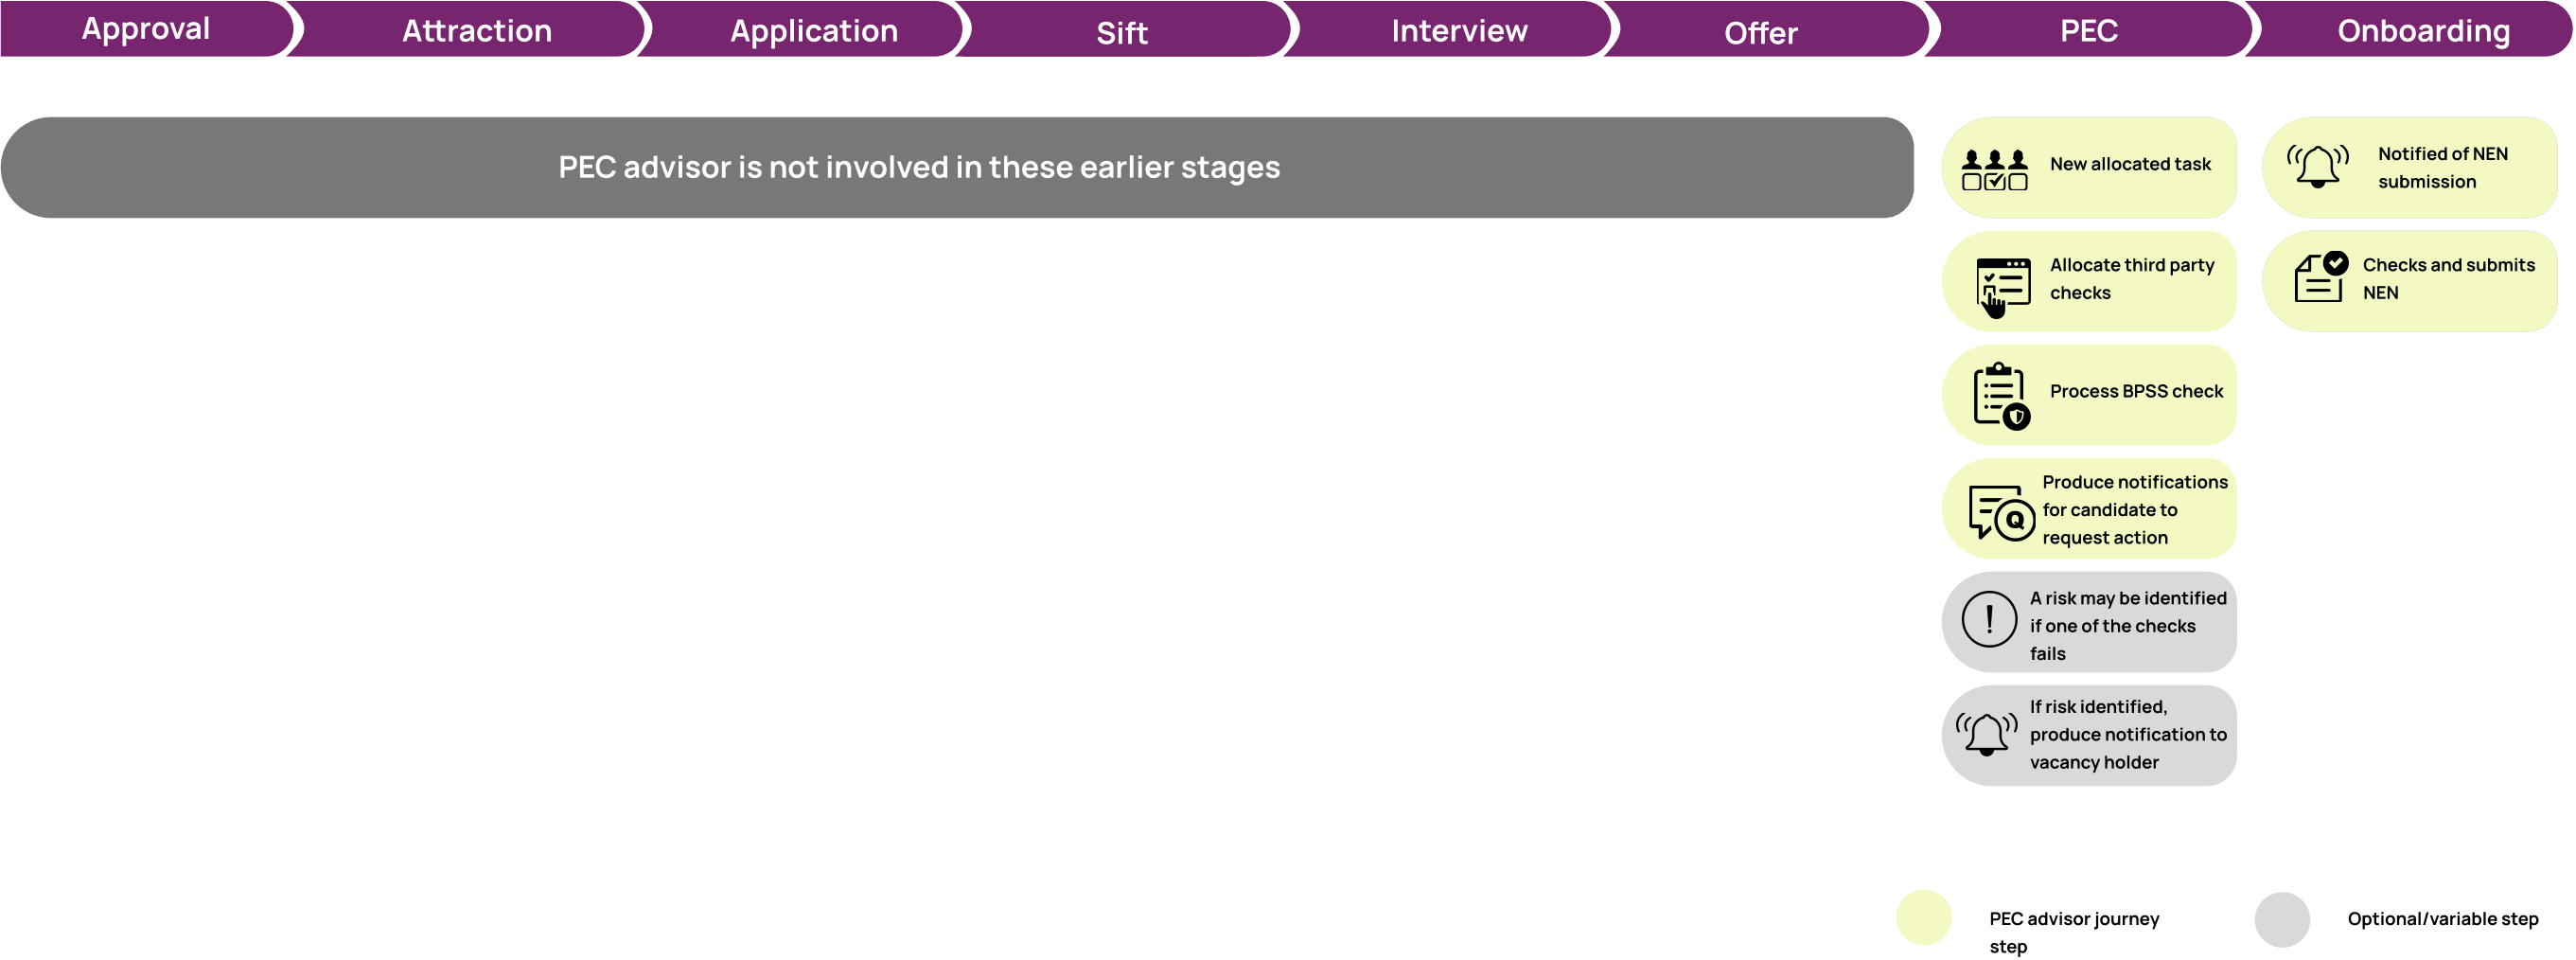 Approval
Attraction
Application
Sift
Interview
Offer
PEC
Onboarding
PEC advisor is not involved in these earlier stages
New allocated task
Allocate third party
checks
Process BPSS check
Produce notifications
for candidate to
request action
Q
A risk may be identified
if one of the checks
fails
!
If risk identified,
produce notification to
vacancy holder
Notified of NEN
submission
Checks and submits
NEN
PEC advisor journey
step
Optional/variable step